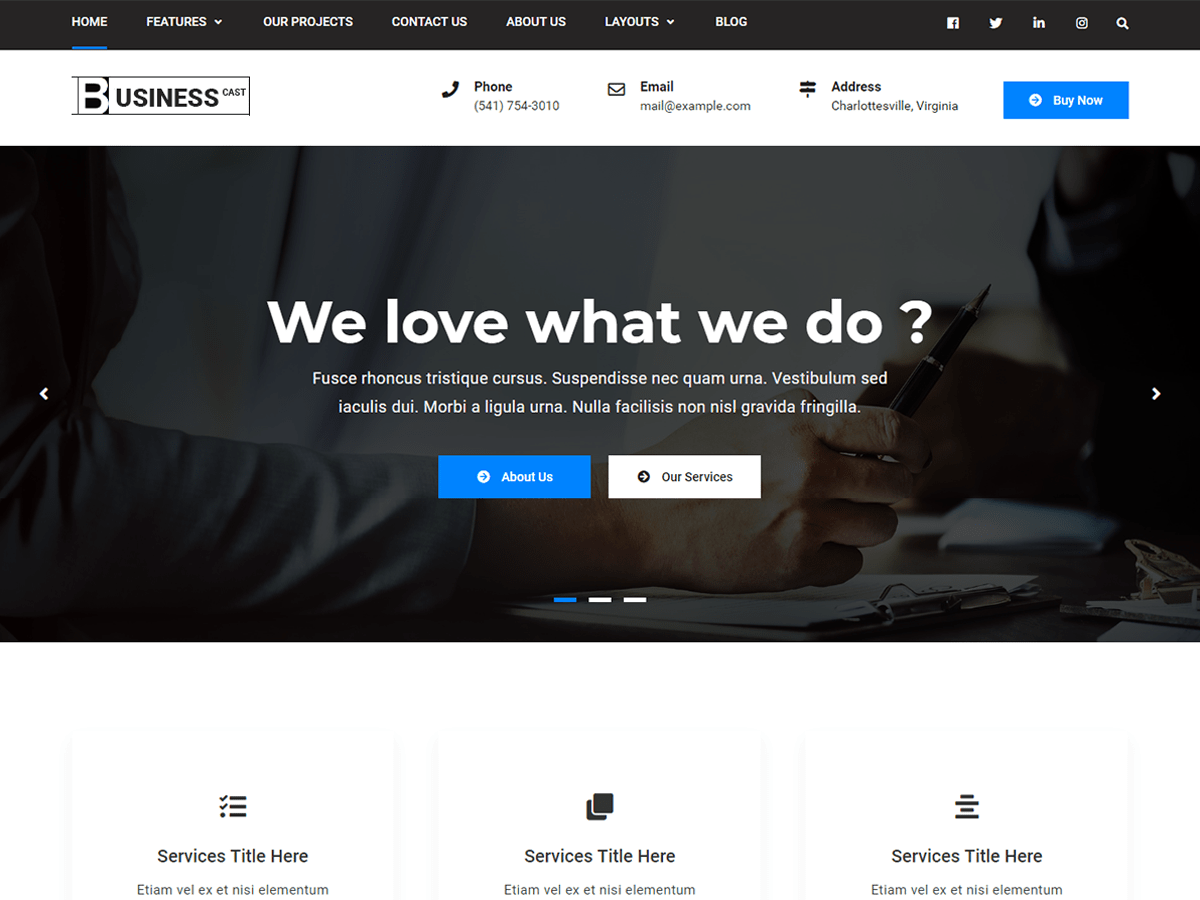 HOME FEATURES OUR PROJECTS CONTACT US ABOUT US LAYOUTS BLOG
BUSINESS CAST
Phone
(541) 754-3010
Email
mail@example.com
Address
Charlottesville, Virginia
Buy Now
We love what we do ?
Fusce rhoncus tristique cursus. Suspendisse nec quam urna. Vestibulum sed
iaculis dui. Morbi a ligula urna. Nulla facilisis non nisl gravida fringilla.
About Us
Our Services
Services Title Here
Etiam vel ex et nisi elementum
Services Title Here
Etiam vel ex et nisi elementum
Services Title Here
Etiam vel ex et nisi elementum